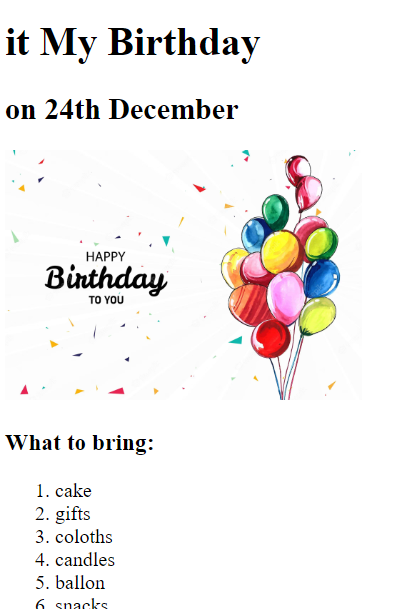 it My Birthday
on 24th December
HAPPY
Birthday
TO YOU
What to bring:
1. cake
2. gifts
3. coloths
4. candles
5. ballon
6. snacks